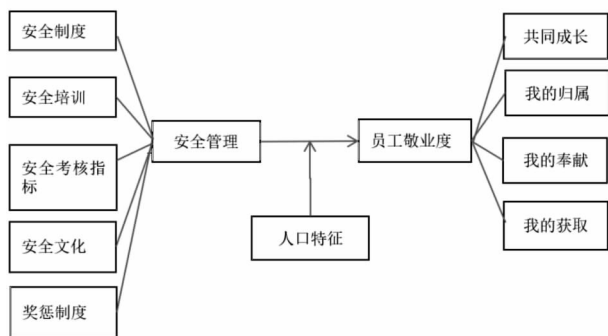 安全制度
安全培训
安全考核指
标
安全文化
奖惩制度
安全管理
人口特征
员工敬业度
共同成长
我的归属
我的奉献
我的获取